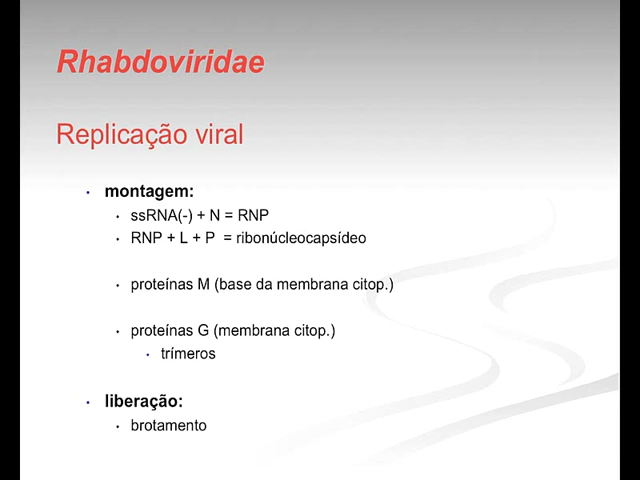 Rhabdoviridae
Replicação viral
• montagem:
• ssRNA(-) + N = RNP
• RNP + L + P = ribonúcleocapsídeo
• proteínas M (base da membrana citop.)
• proteínas G (membrana citop.)
• trímeros
• liberação:
• brotamento